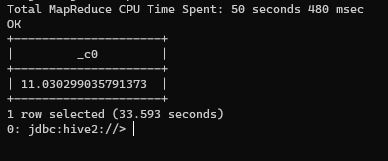 Total MapReduce CPU Time Spent: 50 seconds 480 msec
OK
+---------------------+
|         _c0         |
+---------------------+
| 11.030299035791373  |
+---------------------+
1 row selected (33.593 seconds)
0: jdbc:hive2://>